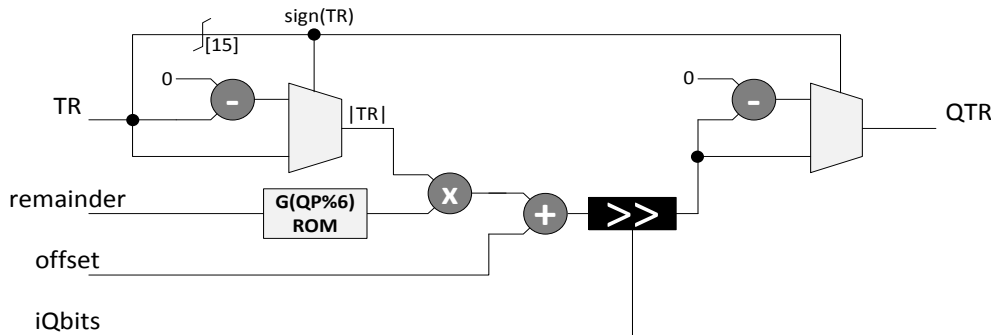 sign(TR)
[15]
0
-
TR
|TR|
0
-
QTR
remainder
G(QP%6)
ROM
x
+
>>
offset
iQbits